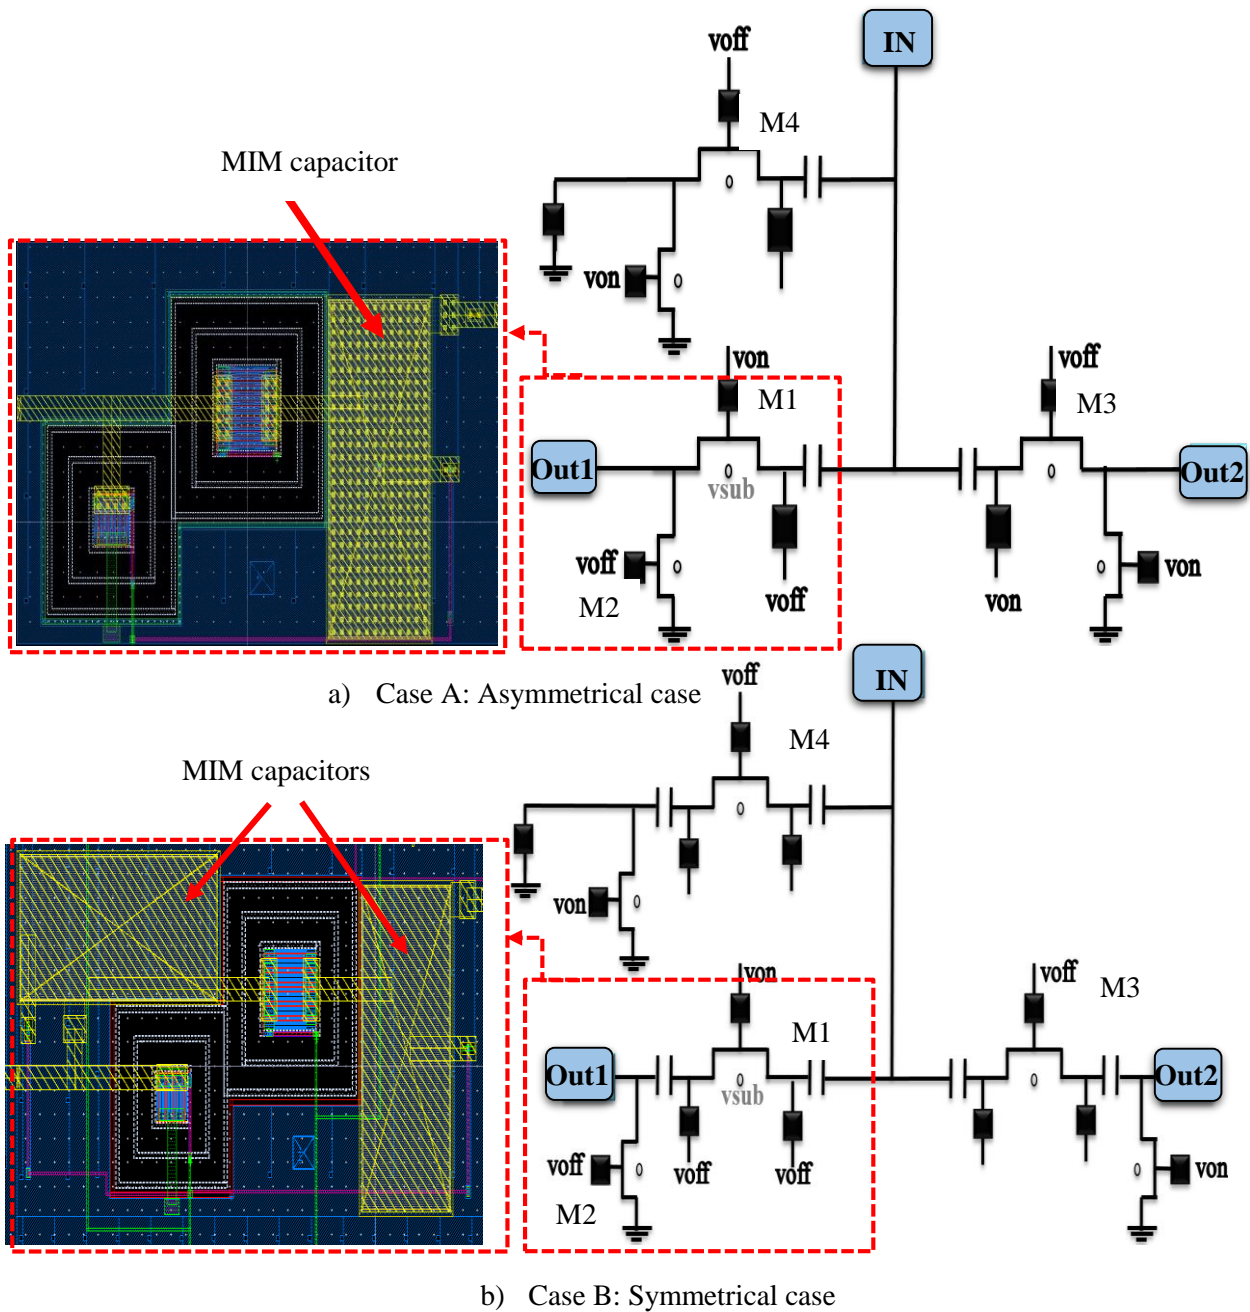 IN
voff
M4
MIM capacitor
von
von
M1
voff
M3
Out1
vsub
Out2
voff
M2
voff
von
von
a) Case A: Asymmetrical case
IN
voff
M4
MIM capacitors
von
von
voff
M3
M1
Out1
vsub
Out2
voff
voff
voff
von
M2
b) Case B: Symmetrical case